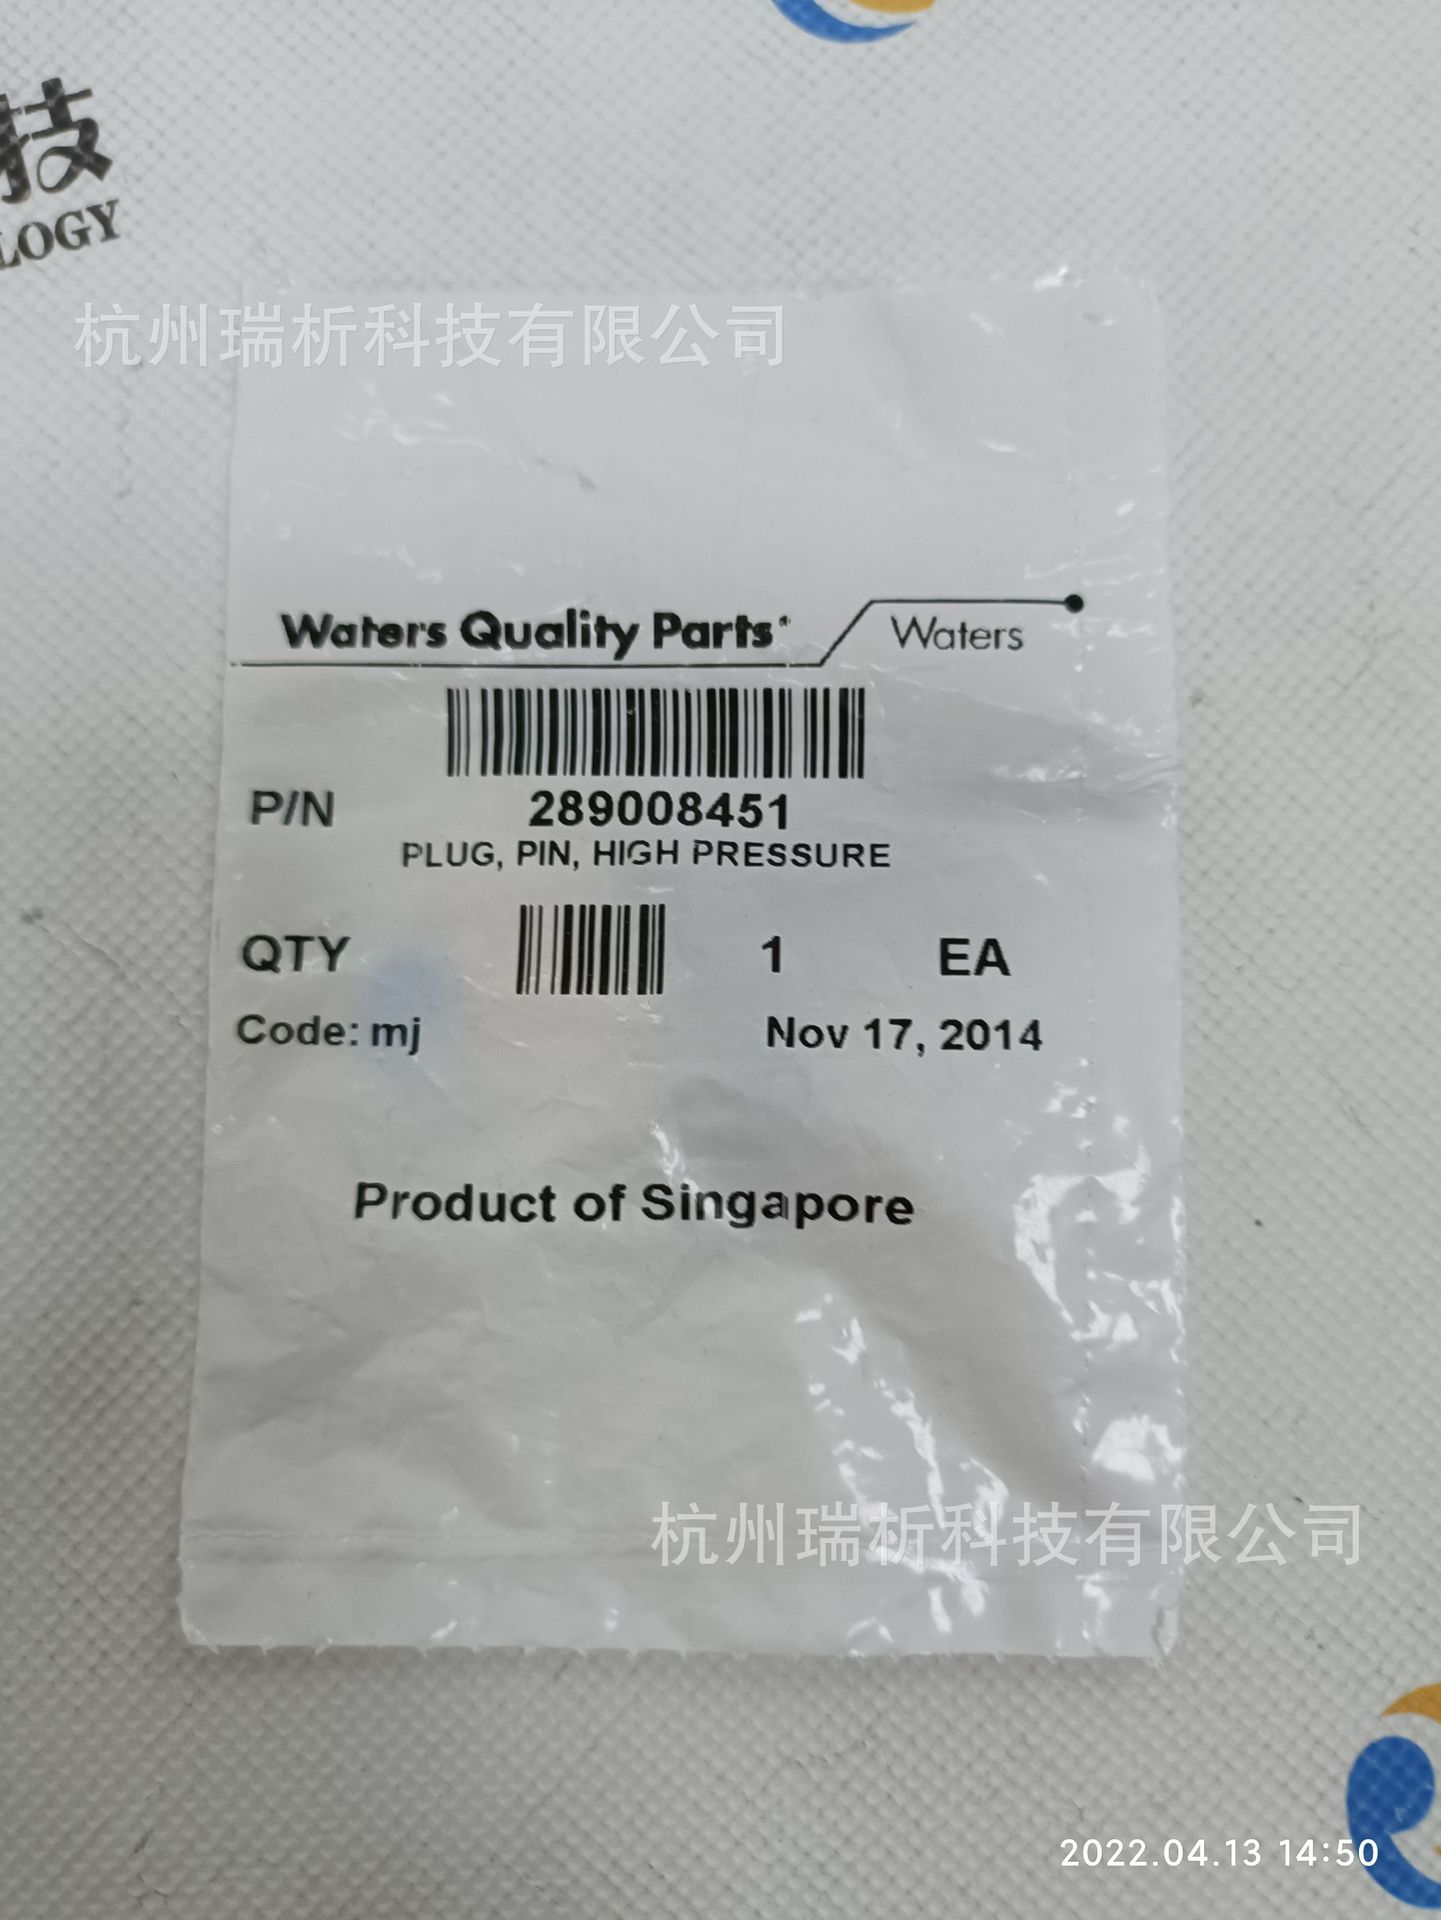 技
LOGY
杭州瑞析科技有限公司
Waters Quality Parts
Waters
P/N 289008451
PLUG, PIN, HIGH PRESSURE
QTY 1 EA
Code: mj Nov 17, 2014
Product of Singapore
杭州瑞析科技有限公司
2022.04.13 14:50